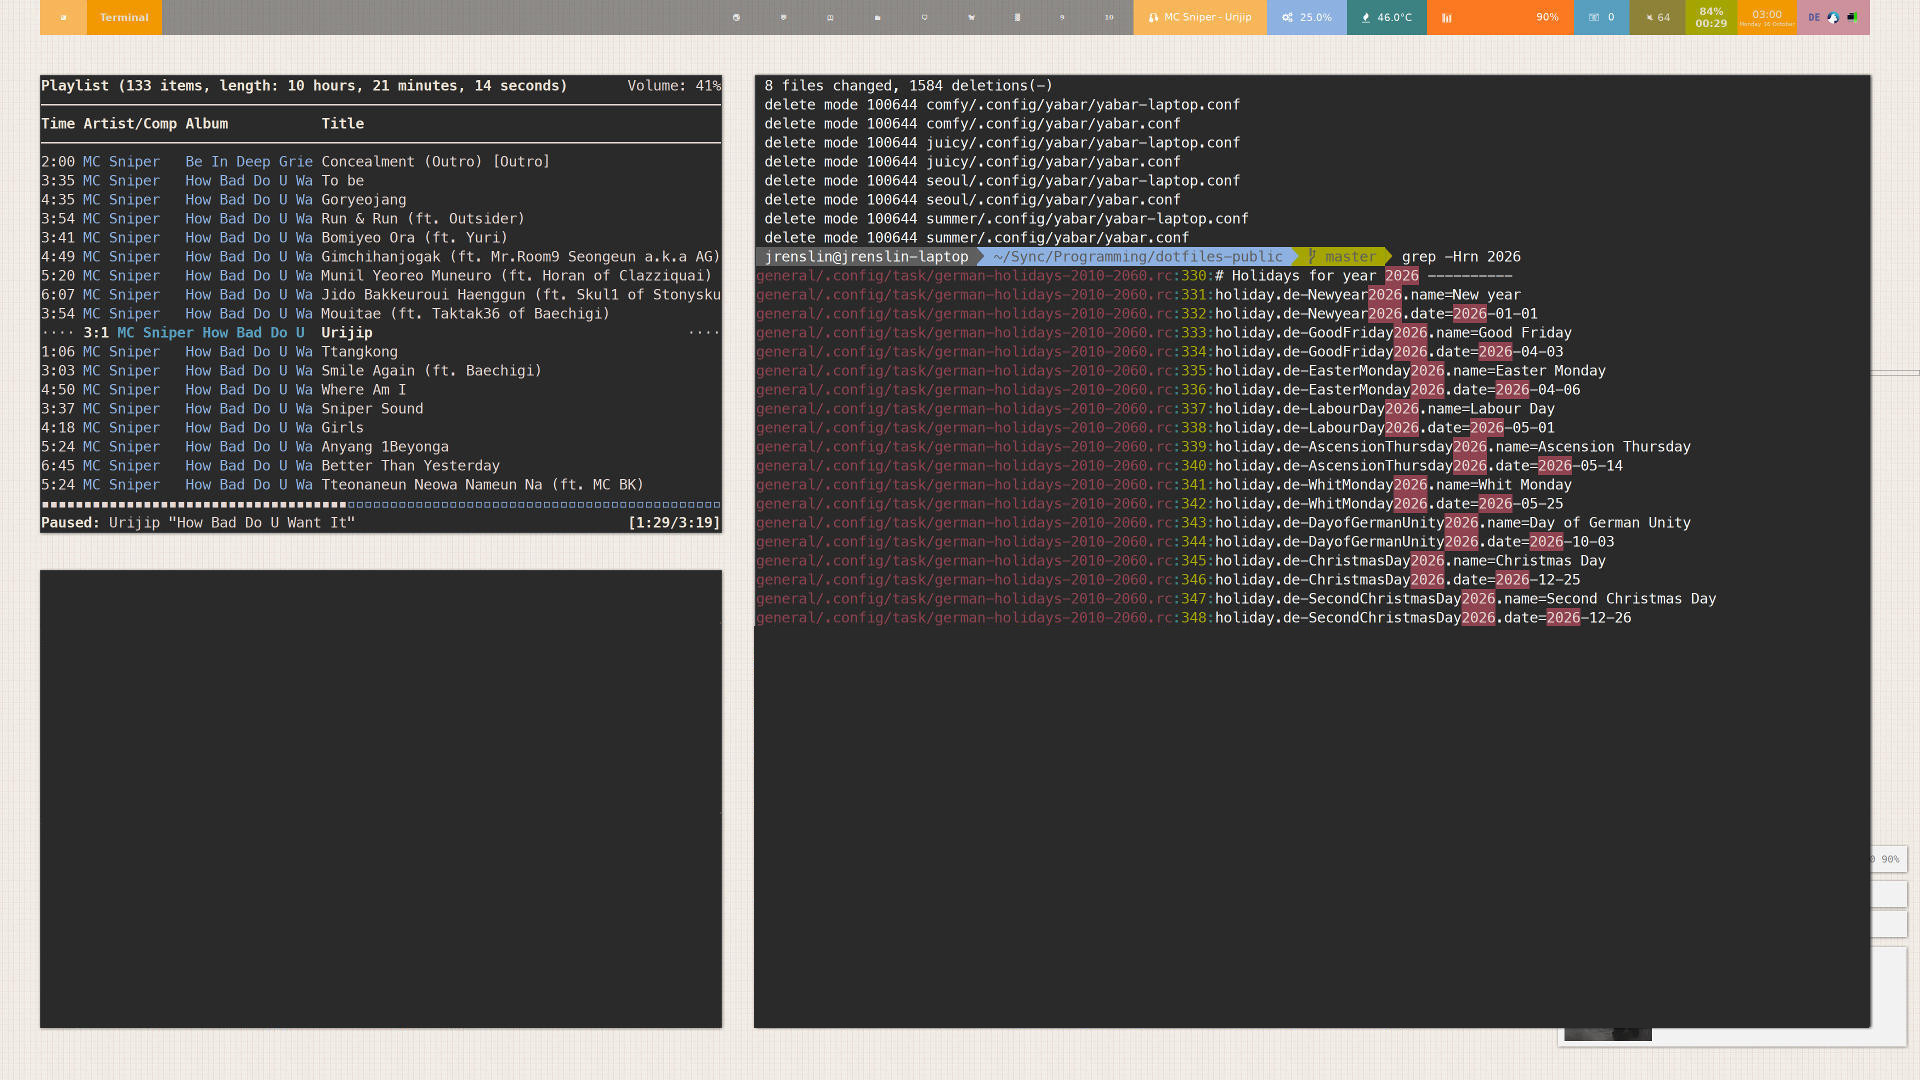 Terminal
9
10
MC Sniper - Urijip
25.0%
46.0°C
90%
0
64
84%
00:29
03:00
Monday 16 October
DE
Playlist (133 items, length: 10 hours, 21 minutes, 14 seconds) Volume: 41%
Time Artist/Comp Album Title
2:00 MC Sniper Be In Deep Grie Concealment (Outro) [Outro]
3:35 MC Sniper How Bad Do U Wa To be
4:35 MC Sniper How Bad Do U Wa Goryeojang
3:54 MC Sniper How Bad Do U Wa Run & Run (ft. Outsider)
3:41 MC Sniper How Bad Do U Wa Bomiyeo Ora (ft. Yuri)
4:49 MC Sniper How Bad Do U Wa Gimchihanjogak (ft. Mr.Room9 Seongeun a.k.a AG)
5:20 MC Sniper How Bad Do U Wa Munil Yeoreo Muneuro (ft. Horan of Clazziquai)
6:07 MC Sniper How Bad Do U Wa Jido Bakkeuroui Haenggun (ft. Skul1 of Stonysku
3:54 MC Sniper How Bad Do U Wa Mouitae (ft. Taktak36 of Baechigi)
···· 3:1 MC Sniper How Bad Do U Urijip ····
1:06 MC Sniper How Bad Do U Wa Ttangkong
3:03 MC Sniper How Bad Do U Wa Smile Again (ft. Baechigi)
4:50 MC Sniper How Bad Do U Wa Where Am I
3:37 MC Sniper How Bad Do U Wa Sniper Sound
4:18 MC Sniper How Bad Do U Wa Girls
5:24 MC Sniper How Bad Do U Wa Anyang 1Beyonga
6:45 MC Sniper How Bad Do U Wa Better Than Yesterday
5:24 MC Sniper How Bad Do U Wa Tteonaneun Neowa Nameun Na (ft. MC BK)
Paused: Urijip "How Bad Do U Want It" [1:29/3:19]
8 files changed, 1584 deletions(-)
delete mode 100644 comfy/.config/yabar/yabar-laptop.conf
delete mode 100644 comfy/.config/yabar/yabar.conf
delete mode 100644 juicy/.config/yabar/yabar-laptop.conf
delete mode 100644 juicy/.config/yabar/yabar.conf
delete mode 100644 seoul/.config/yabar/yabar-laptop.conf
delete mode 100644 seoul/.config/yabar/yabar.conf
delete mode 100644 summer/.config/yabar/yabar-laptop.conf
delete mode 100644 summer/.config/yabar/yabar.conf
jrenslin@jrenslin-laptop ~/Sync/Programming/dotfiles-public master grep -Hrn 2026
general/.config/task/german-holidays-2010-2060.rc:330:# Holidays for year 2026 ----------
general/.config/task/german-holidays-2010-2060.rc:331:holiday.de-Newyear2026.name=New year
general/.config/task/german-holidays-2010-2060.rc:332:holiday.de-Newyear2026.date=2026-01-01
general/.config/task/german-holidays-2010-2060.rc:333:holiday.de-GoodFriday2026.name=Good Friday
general/.config/task/german-holidays-2010-2060.rc:334:holiday.de-GoodFriday2026.date=2026-04-03
general/.config/task/german-holidays-2010-2060.rc:335:holiday.de-EasterMonday2026.name=Easter Monday
general/.config/task/german-holidays-2010-2060.rc:336:holiday.de-EasterMonday2026.date=2026-04-06
general/.config/task/german-holidays-2010-2060.rc:337:holiday.de-LabourDay2026.name=Labour Day
general/.config/task/german-holidays-2010-2060.rc:338:holiday.de-LabourDay2026.date=2026-05-01
general/.config/task/german-holidays-2010-2060.rc:339:holiday.de-AscensionThursday2026.name=Ascension Thursday
general/.config/task/german-holidays-2010-2060.rc:340:holiday.de-AscensionThursday2026.date=2026-05-14
general/.config/task/german-holidays-2010-2060.rc:341:holiday.de-WhitMonday2026.name=Whit Monday
general/.config/task/german-holidays-2010-2060.rc:342:holiday.de-WhitMonday2026.date=2026-05-25
general/.config/task/german-holidays-2010-2060.rc:343:holiday.de-DayofGermanUnity2026.name=Day of German Unity
general/.config/task/german-holidays-2010-2060.rc:344:holiday.de-DayofGermanUnity2026.date=2026-10-03
general/.config/task/german-holidays-2010-2060.rc:345:holiday.de-ChristmasDay2026.name=Christmas Day
general/.config/task/german-holidays-2010-2060.rc:346:holiday.de-ChristmasDay2026.date=2026-12-25
general/.config/task/german-holidays-2010-2060.rc:347:holiday.de-SecondChristmasDay2026.name=Second Christmas Day
general/.config/task/german-holidays-2010-2060.rc:348:holiday.de-SecondChristmasDay2026.date=2026-12-26
90%